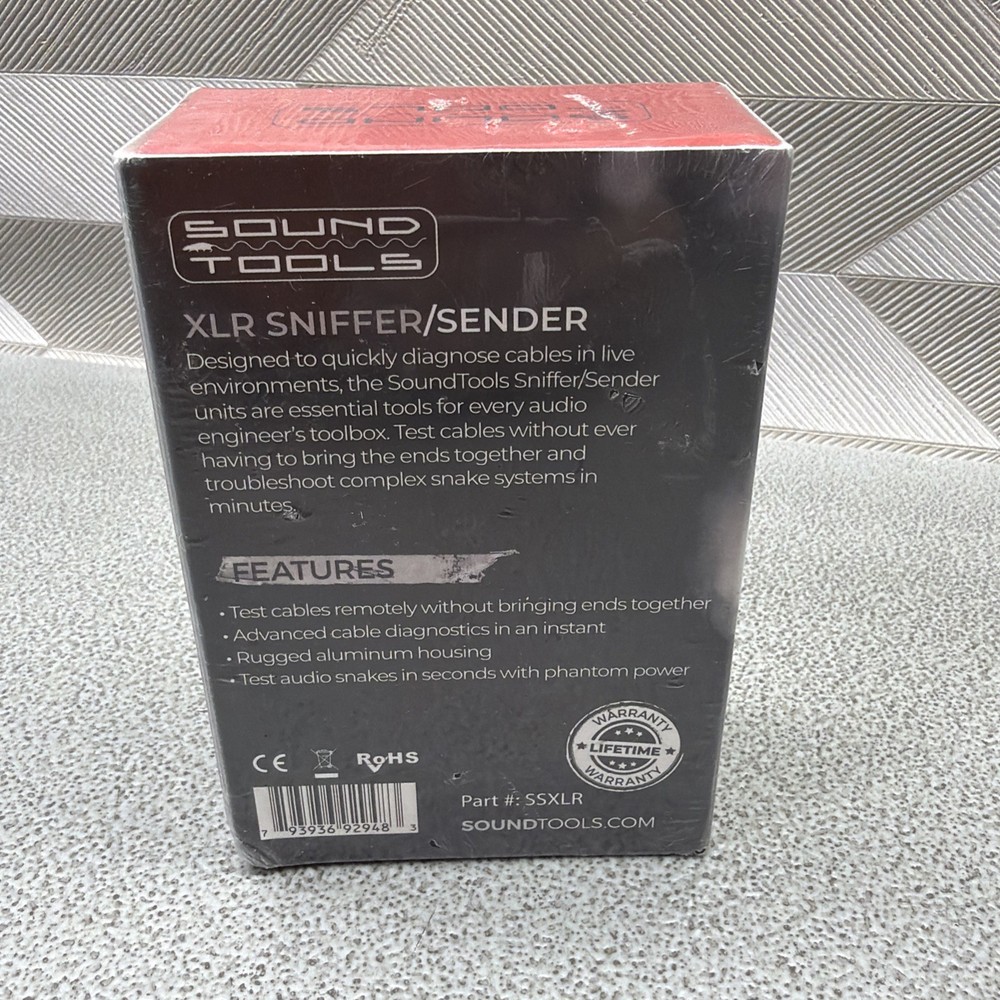 SOUND
TOOLS
XLR SNIFFER/SENDER
Designed to quickly diagnose cables in live
environments, the SoundTools Sniffer/Sender
units are essential tools for every audio
engineer's toolbox. Test cables without ever
having to bring the ends together and
troubleshoot complex snake systems in
minutes.
FEATURES
• Test cables remotely without bringing ends together
• Advanced cable diagnostics in an instant
• Rugged aluminum housing
• Test audio snakes in seconds with phantom power
WARRANTY
LIFETIME
WARRANTY
CE RoHS
7 93936 92948 3
Part #: SSXLR
SOUNDTOOLS.COM